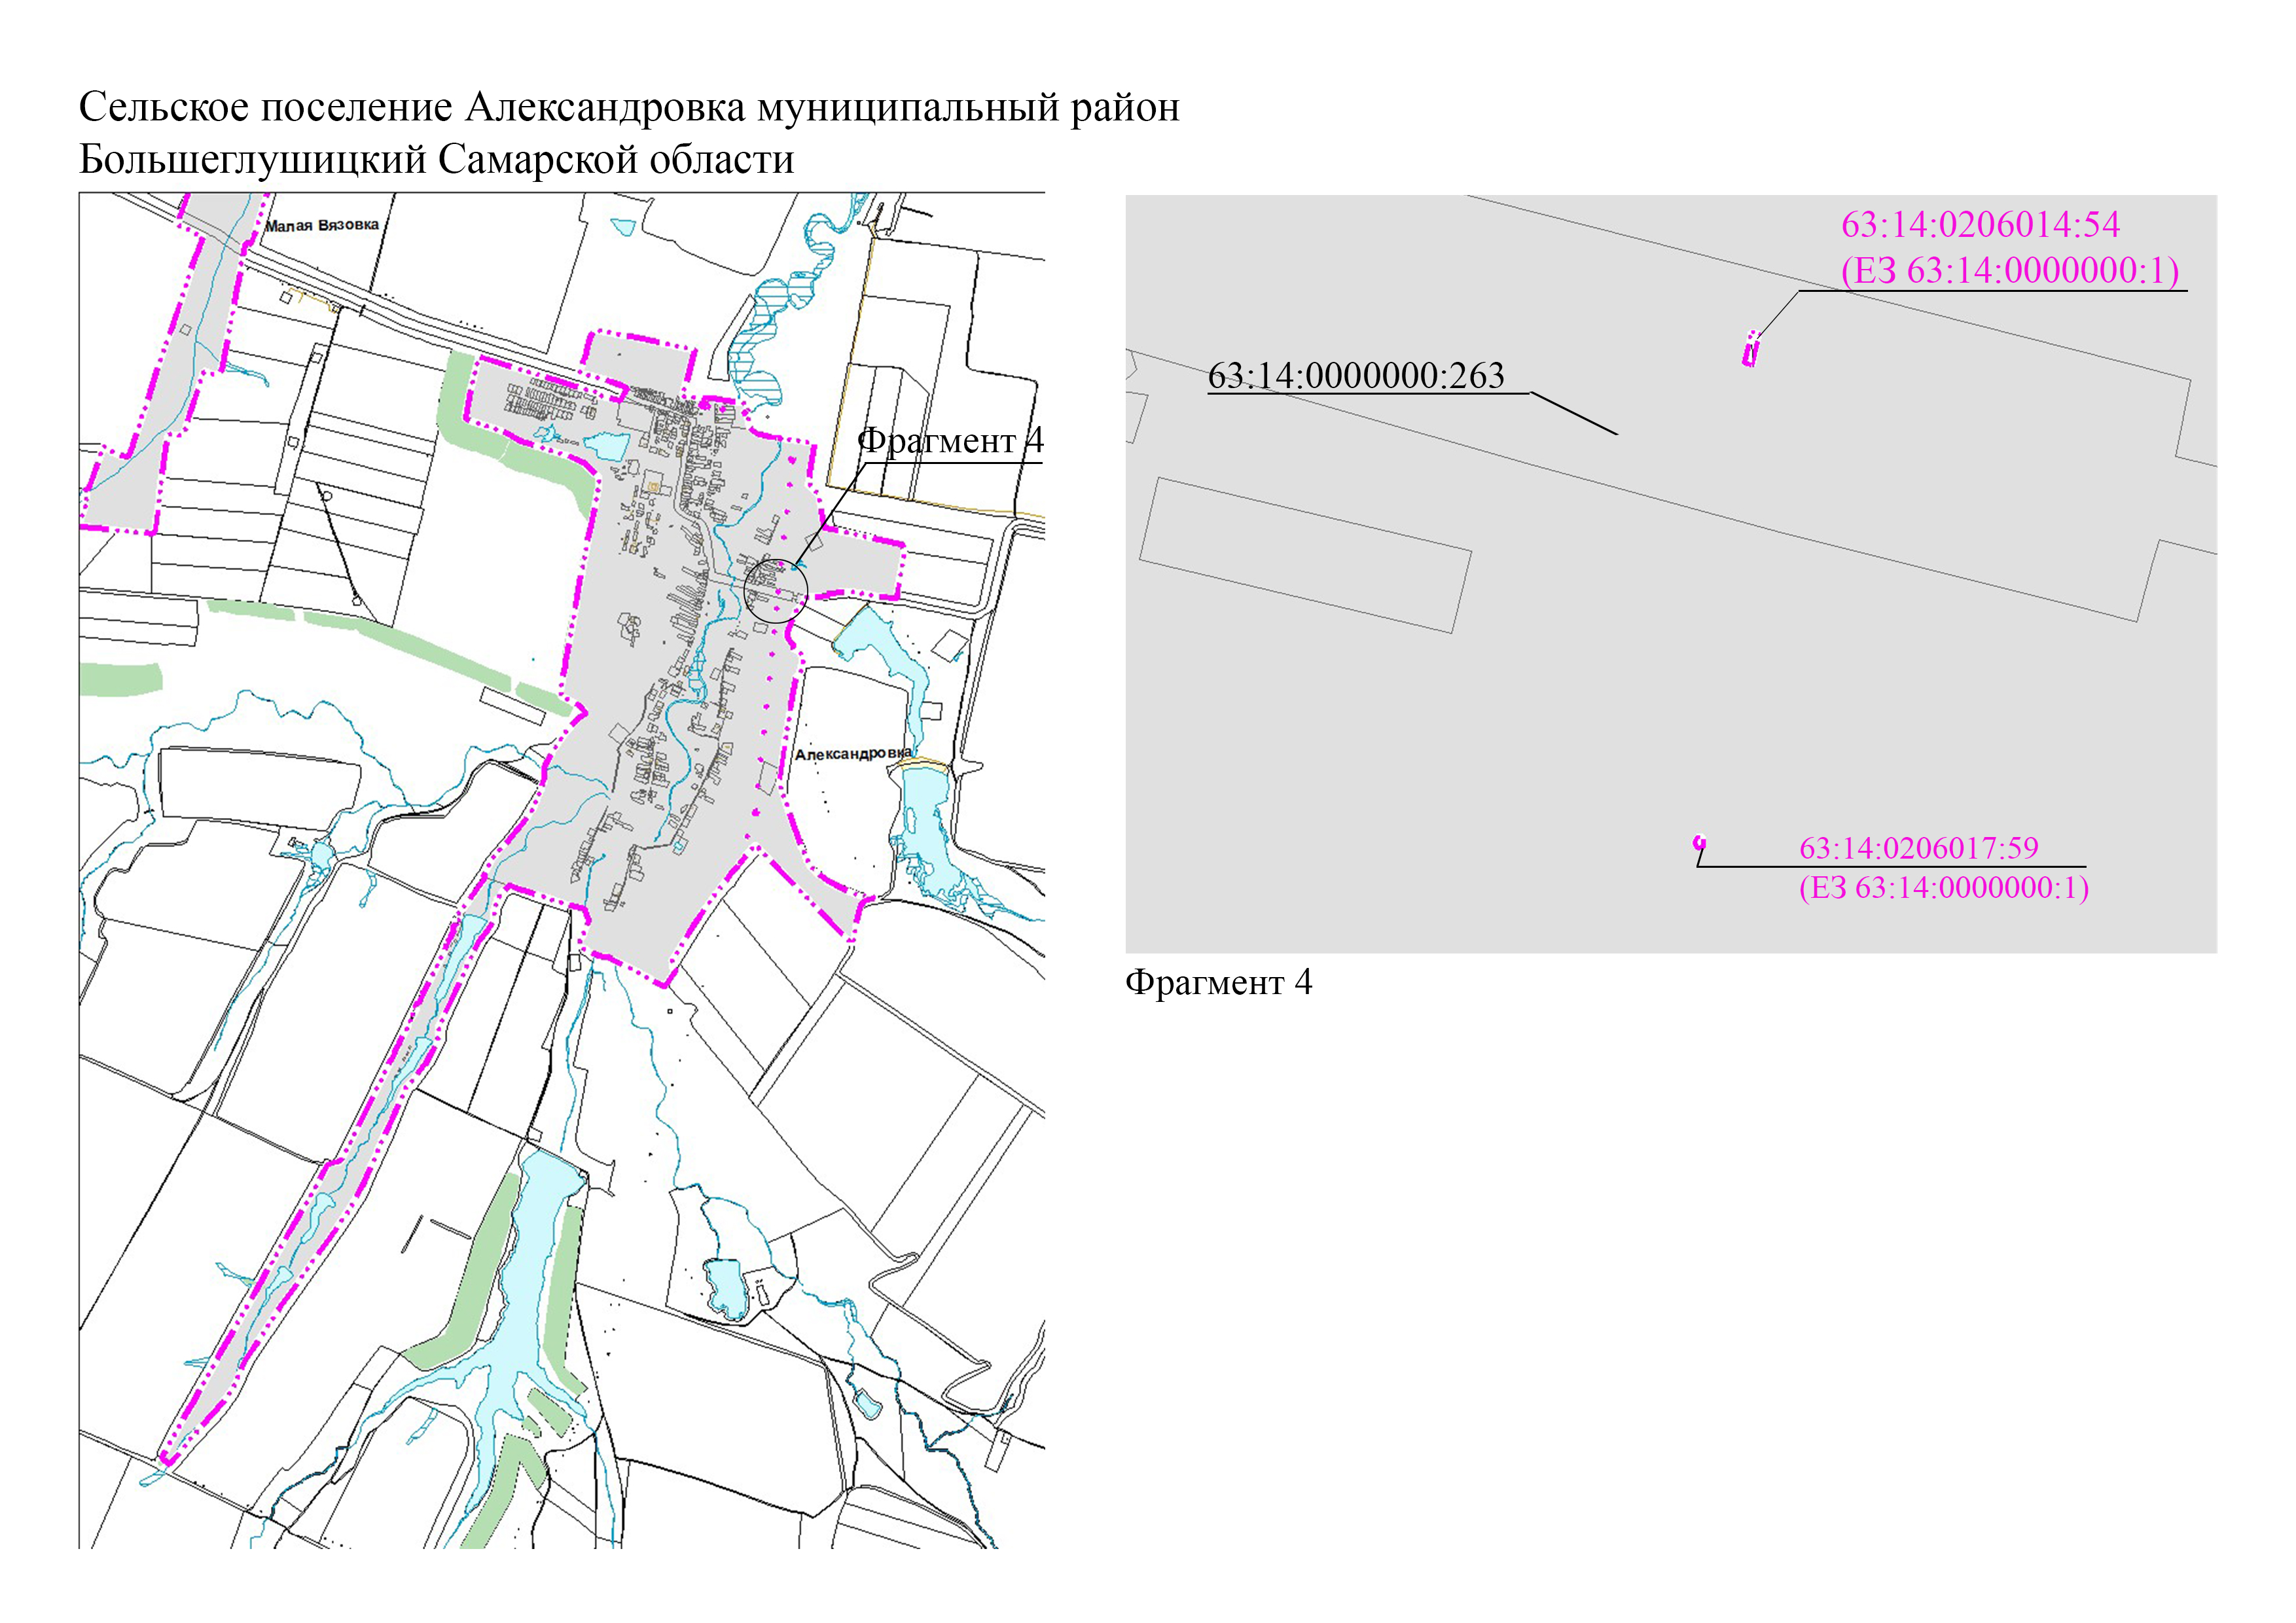 Сельское поселение Александровка муниципальный район
Большеглушицкий Самарской области
Малая Вязовка
Фрагмент 4
Александровка
63:14:0206014:54
(ЕЗ 63:14:0000000:1)
63:14:0000000:263
63:14:0206017:59
(ЕЗ 63:14:0000000:1)
Фрагмент 4